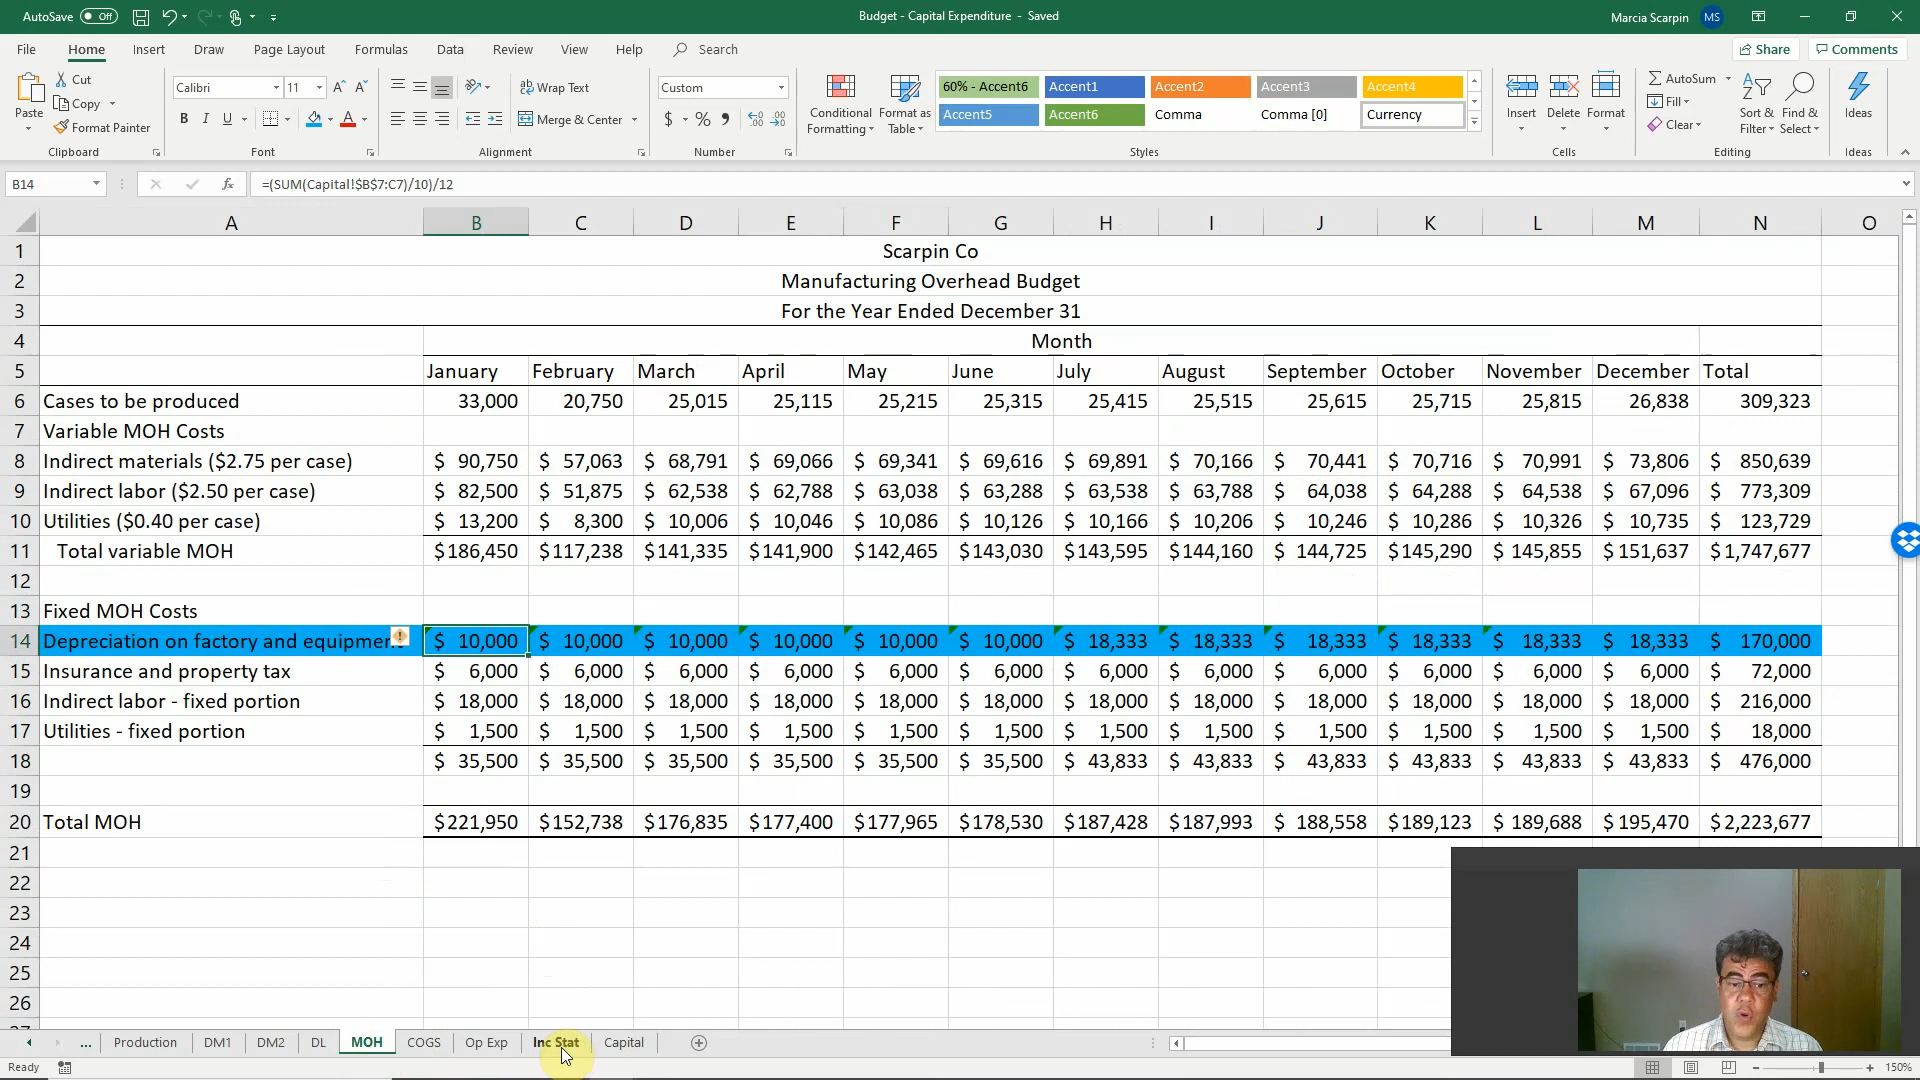 AutoSave Off Budget - Capital Expenditure - Saved Marcia Scarpin MS
File Home Insert Draw Page Layout Formulas Data Review View Help Search Share Comments
Paste Cut Copy Format Painter
Clipboard
Calibri 11 A A
B I U A
Font
ab Wrap Text
Merge & Center
Alignment
Custom
$ % 9 .00 .00
Number
Conditional Formatting Format as Table
60% - Accent6 Accent1 Accent2 Accent3 Accent4
Accent5 Accent6 Comma Comma [0] Currency
Styles
Insert Delete Format
Cells
AutoSum Fill Clear Sort & Filter Find & Select
Editing
Ideas
Ideas
B14 fx =(SUM(Capital!$B$7:C7)/10)/12
A B C D E F G H I J K L M N O
1 Scarpin Co
2 Manufacturing Overhead Budget
3 For the Year Ended December 31
4 Month
5 January February March April May June July August September October November December Total
6 Cases to be produced 33,000 20,750 25,015 25,115 25,215 25,315 25,415 25,515 25,615 25,715 25,815 26,838 309,323
7 Variable MOH Costs
8 Indirect materials ($2.75 per case) $ 90,750 $ 57,063 $ 68,791 $ 69,066 $ 69,341 $ 69,616 $ 69,891 $ 70,166 $ 70,441 $ 70,716 $ 70,991 $ 73,806 $ 850,639
9 Indirect labor ($2.50 per case) $ 82,500 $ 51,875 $ 62,538 $ 62,788 $ 63,038 $ 63,288 $ 63,538 $ 63,788 $ 64,038 $ 64,288 $ 64,538 $ 67,096 $ 773,309
10 Utilities ($0.40 per case) $ 13,200 $ 8,300 $ 10,006 $ 10,046 $ 10,086 $ 10,126 $ 10,166 $ 10,206 $ 10,246 $ 10,286 $ 10,326 $ 10,735 $ 123,729
11 Total variable MOH $186,450 $117,238 $141,335 $141,900 $142,465 $143,030 $143,595 $144,160 $ 144,725 $145,290 $ 145,855 $151,637 $1,747,677
12
13 Fixed MOH Costs
14 Depreciation on factory and equipmen $ 10,000 $ 10,000 $ 10,000 $ 10,000 $ 10,000 $ 10,000 $ 18,333 $ 18,333 $ 18,333 $ 18,333 $ 18,333 $ 18,333 $ 170,000
15 Insurance and property tax $ 6,000 $ 6,000 $ 6,000 $ 6,000 $ 6,000 $ 6,000 $ 6,000 $ 6,000 $ 6,000 $ 6,000 $ 6,000 $ 6,000 $ 72,000
16 Indirect labor - fixed portion $ 18,000 $ 18,000 $ 18,000 $ 18,000 $ 18,000 $ 18,000 $ 18,000 $ 18,000 $ 18,000 $ 18,000 $ 18,000 $ 18,000 $ 216,000
17 Utilities - fixed portion $ 1,500 $ 1,500 $ 1,500 $ 1,500 $ 1,500 $ 1,500 $ 1,500 $ 1,500 $ 1,500 $ 1,500 $ 1,500 $ 1,500 $ 18,000
18 $ 35,500 $ 35,500 $ 35,500 $ 35,500 $ 35,500 $ 35,500 $ 43,833 $ 43,833 $ 43,833 $ 43,833 $ 43,833 $ 43,833 $ 476,000
19
20 Total MOH $221,950 $152,738 $176,835 $177,400 $177,965 $178,530 $187,428 $187,993 $ 188,558 $189,123 $ 189,688 $195,470 $2,223,677
21
22
23
24
25
26
... Production DM1 DM2 DL MOH COGS Op Exp Inc Stat Capital
Ready 150%